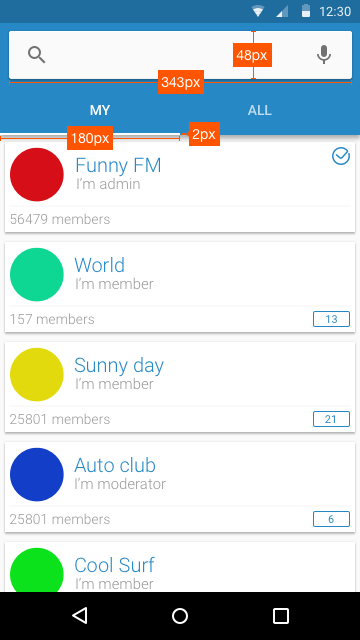 12:30
48px
343px
MY ALL
180px 2px
Funny FM
I'm admin
56479 members
World
I'm member
157 members 13
Sunny day
I'm member
25801 members 21
Auto club
I'm moderator
25801 members 6
Cool Surf
I'm member